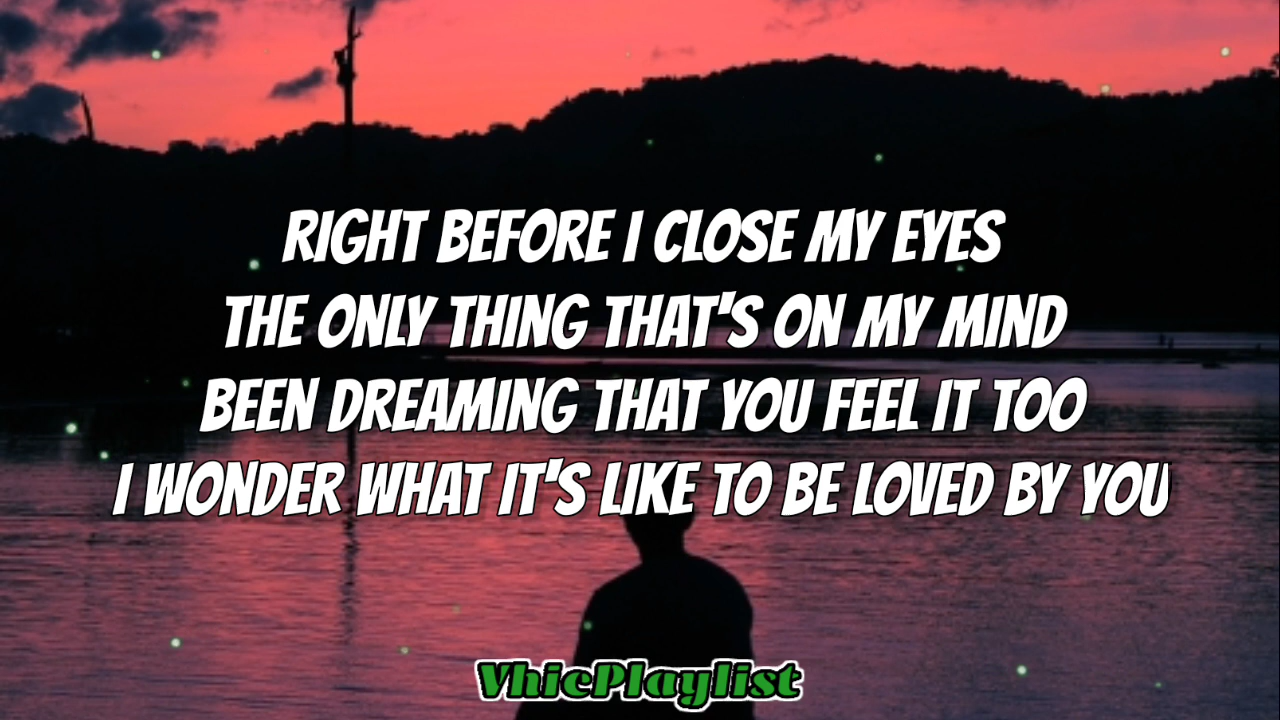 RIGHT BEFORE I CLOSE MY EYES
THE ONLY THING THAT'S ON MY MIND
BEEN DREAMING THAT YOU FEEL IT TOO
I WONDER WHAT IT'S LIKE TO BE LOVED BY YOU
VhicPlaylist